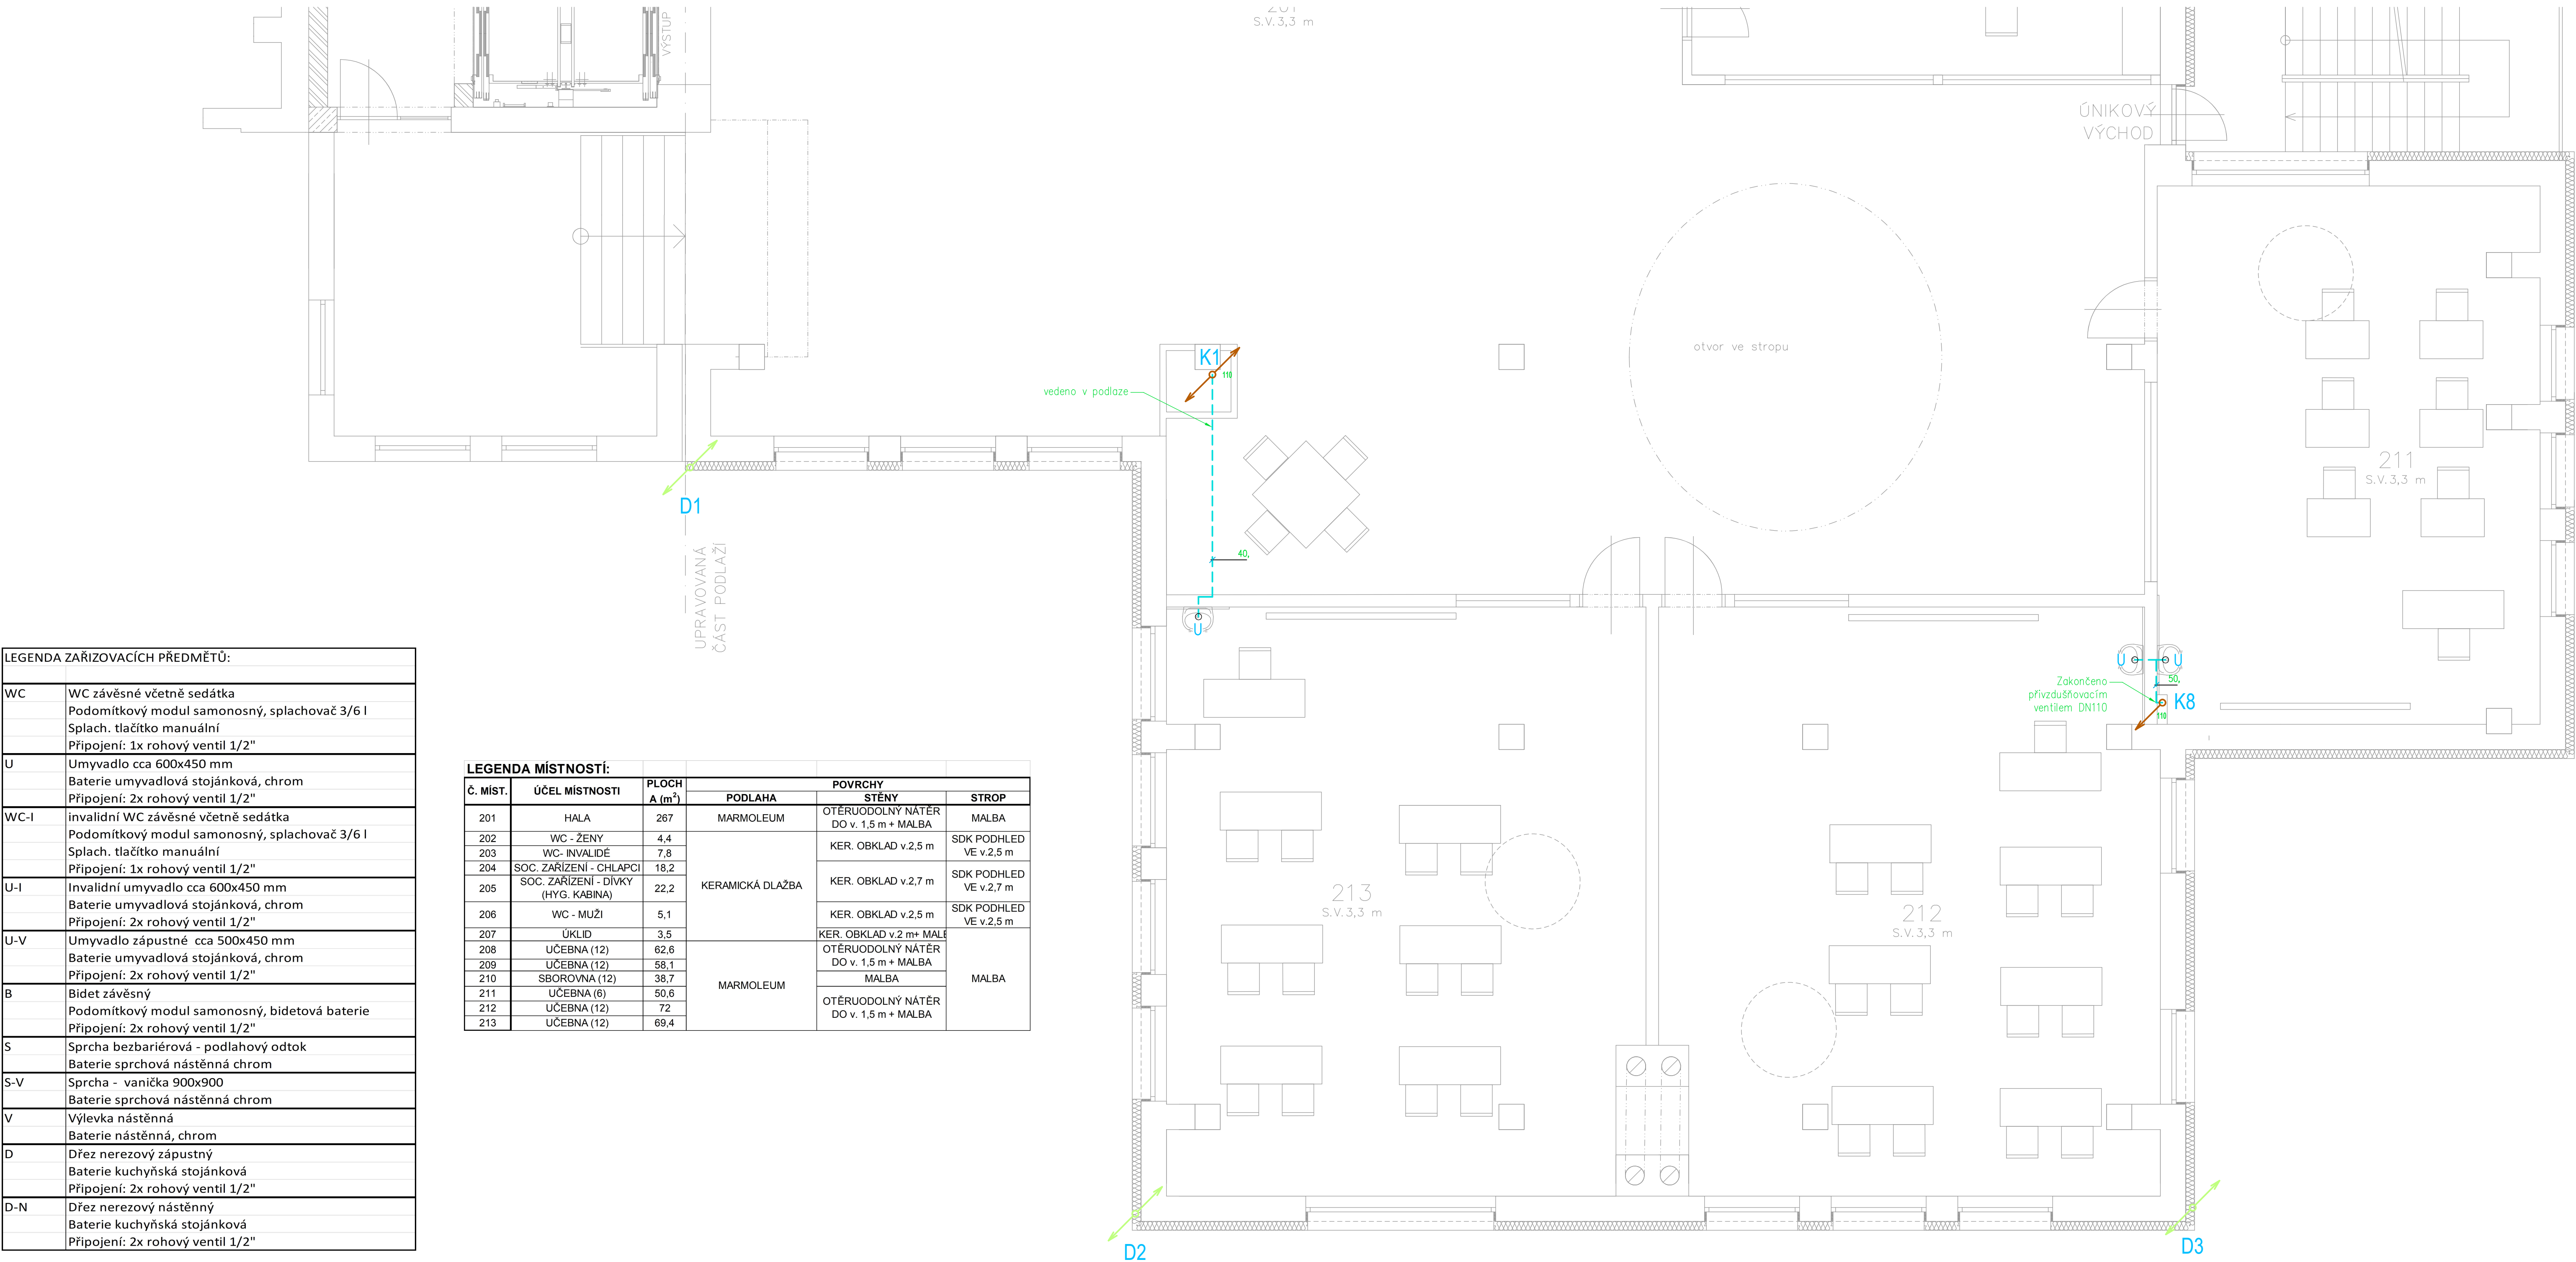 201
S.V.3,3 m
VÝSTUP
ÚNIKOVÝ
VÝCHOD
otvor ve stropu
K1
110
vedeno v podlaze
211
S.V.3,3 m
D1
40,
UPRAVOVANÁ
ČÁST PODLAŽÍ
U
U
U
50,
Zakončeno
přivzdušňovacím
ventilem DN110
K8
110
213
S.V.3,3 m
212
S.V.3,3 m
D2
D3
LEGENDA ZAŘIZOVACÍCH PŘEDMĚTŮ:
WC WC závěsné včetně sedátka
Podomítkový modul samonosný, splachovač 3/6 l
Splach. tlačítko manuální
Připojení: 1x rohový ventil 1/2"
U Umyvadlo cca 600x450 mm
Baterie umyvadlová stojánková, chrom
Připojení: 2x rohový ventil 1/2"
WC-I invalidní WC závěsné včetně sedátka
Podomítkový modul samonosný, splachovač 3/6 l
Splach. tlačítko manuální
Připojení: 1x rohový ventil 1/2"
U-I Invalidní umyvadlo cca 600x450 mm
Baterie umyvadlová stojánková, chrom
Připojení: 2x rohový ventil 1/2"
U-V Umyvadlo zápustné cca 500x450 mm
Baterie umyvadlová stojánková, chrom
Připojení: 2x rohový ventil 1/2"
B Bidet závěsný
Podomítkový modul samonosný, bidetová baterie
Připojení: 2x rohový ventil 1/2"
S Sprcha bezbariérová - podlahový odtok
Baterie sprchová nástěnná chrom
S-V Sprcha - vanička 900x900
Baterie sprchová nástěnná chrom
V Výlevka nástěnná
Baterie nástěnná, chrom
D Dřez nerezový zápustný
Baterie kuchyňská stojánková
Připojení: 2x rohový ventil 1/2"
D-N Dřez nerezový nástěnný
Baterie kuchyňská stojánková
Připojení: 2x rohový ventil 1/2"
LEGENDA MÍSTNOSTÍ:
Č. MÍST. ÚČEL MÍSTNOSTI PLOCH POVRCHY
A (m²) PODLAHA STĚNY STROP
201 HALA 267 MARMOLEUM OTĚRUODOLNÝ NÁTĚR MALBA
DO v. 1,5 m + MALBA
202 WC - ŽENY 4,4 KER. OBKLAD v.2,5 m SDK PODHLED
203 WC- INVALIDÉ 7,8 VE v.2,5 m
204 SOC. ZAŘÍZENÍ - CHLAPCI 18,2 KERAMICKÁ DLAŽBA KER. OBKLAD v.2,7 m SDK PODHLED
205 SOC. ZAŘÍZENÍ - DÍVKY 22,2 VE v.2,7 m
(HYG. KABINA)
206 WC - MUŽI 5,1 KER. OBKLAD v.2,5 m SDK PODHLED
VE v.2,5 m
207 ÚKLID 3,5 KER. OBKLAD v.2 m+ MALB
208 UČEBNA (12) 62,6 OTĚRUODOLNÝ NÁTĚR
209 UČEBNA (12) 58,1 DO v. 1,5 m + MALBA
210 SBOROVNA (12) 38,7 MARMOLEUM MALBA MALBA
211 UČEBNA (6) 50,6 OTĚRUODOLNÝ NÁTĚR
212 UČEBNA (12) 72 DO v. 1,5 m + MALBA
213 UČEBNA (12) 69,4